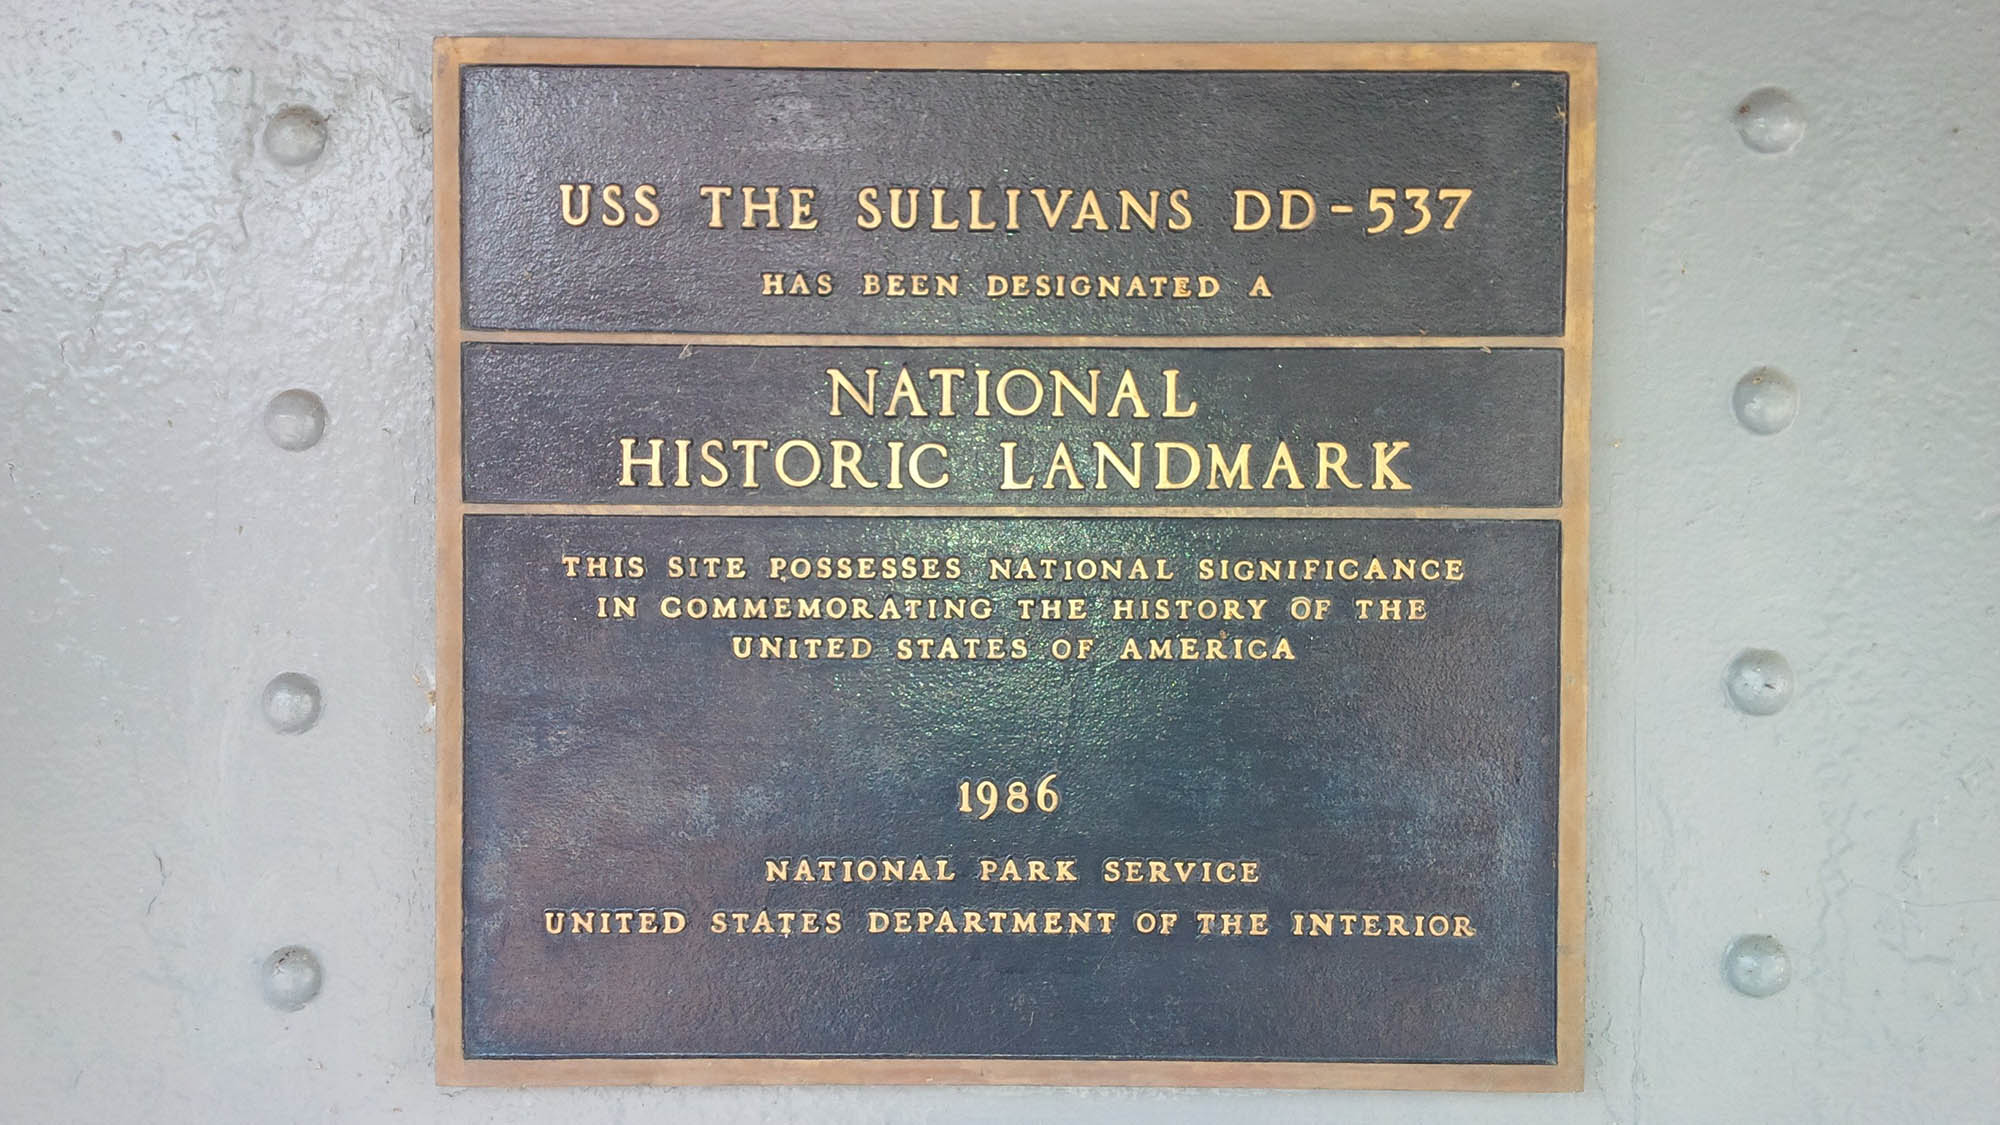 USS THE SULLIVANS DD-537
HAS BEEN DESIGNATED A
NATIONAL
HISTORIC LANDMARK
THIS SITE POSSESSES NATIONAL SIGNIFICANCE
IN COMMEMORATING THE HISTORY OF THE
UNITED STATES OF AMERICA
1986
NATIONAL PARK SERVICE
UNITED STATES DEPARTMENT OF THE INTERIOR